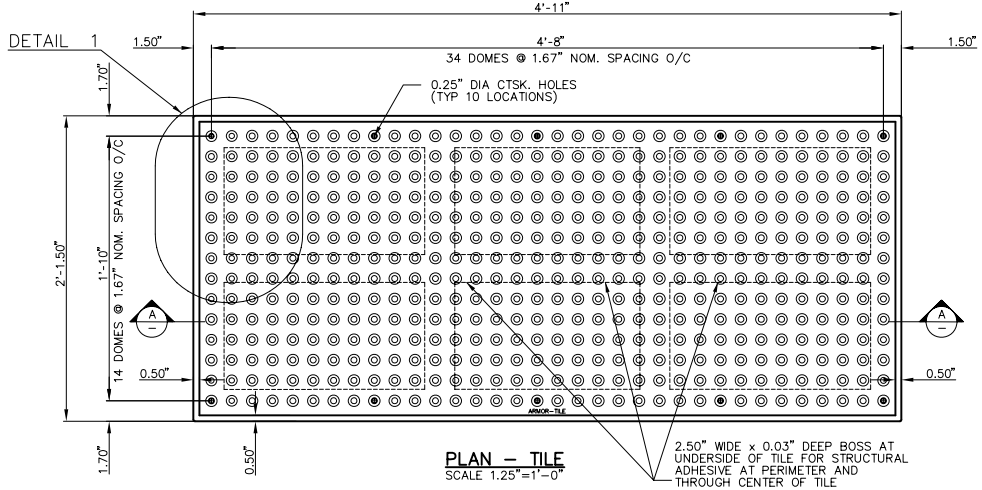 4'-11"
DETAIL 1
1.50"
4'-8"
1.50"
34 DOMES @ 1.67" NOM. SPACING O/C
1.70"
0.25" DIA CTSK. HOLES
(TYP 10 LOCATIONS)
2'-1.50"
1'-10"
14 DOMES @ 1.67" NOM. SPACING O/C
A
–
A
–
0.50"
0.50"
ARMOR-TILE
1.70"
0.50"
PLAN – TILE
SCALE 1.25"=1'-0"
2.50" WIDE x 0.03" DEEP BOSS AT
UNDERSIDE OF TILE FOR STRUCTURAL
ADHESIVE AT PERIMETER AND
THROUGH CENTER OF TILE